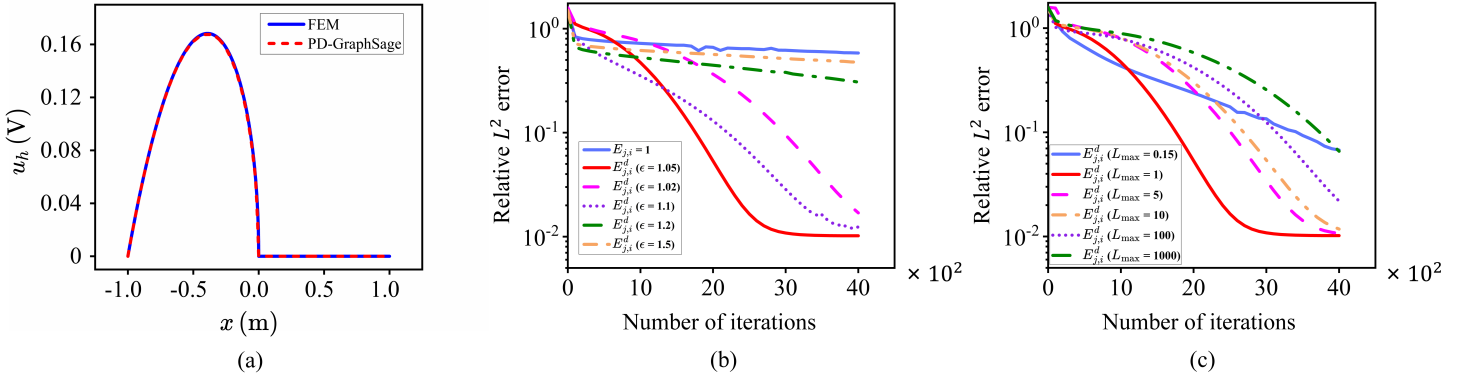 FEM
PD-GraphSage
0.16
0.12
0.08
0.04
0
u_h (V)
-1.0 -0.5 0.0 0.5 1.0
x (m)
(a)
10^0
10^-1
10^-2
Relative L^2 error
E_{j,i} = 1
E^d_{j,i} (ϵ = 1.05)
E^d_{j,i} (ϵ = 1.02)
E^d_{j,i} (ϵ = 1.1)
E^d_{j,i} (ϵ = 1.2)
E^d_{j,i} (ϵ = 1.5)
0 10 20 30 40
× 10^2
Number of iterations
(b)
10^0
10^-1
10^-2
Relative L^2 error
E^d_{j,i} (L_max = 0.15)
E^d_{j,i} (L_max = 1)
E^d_{j,i} (L_max = 5)
E^d_{j,i} (L_max = 10)
E^d_{j,i} (L_max = 100)
E^d_{j,i} (L_max = 1000)
0 10 20 30 40
× 10^2
Number of iterations
(c)